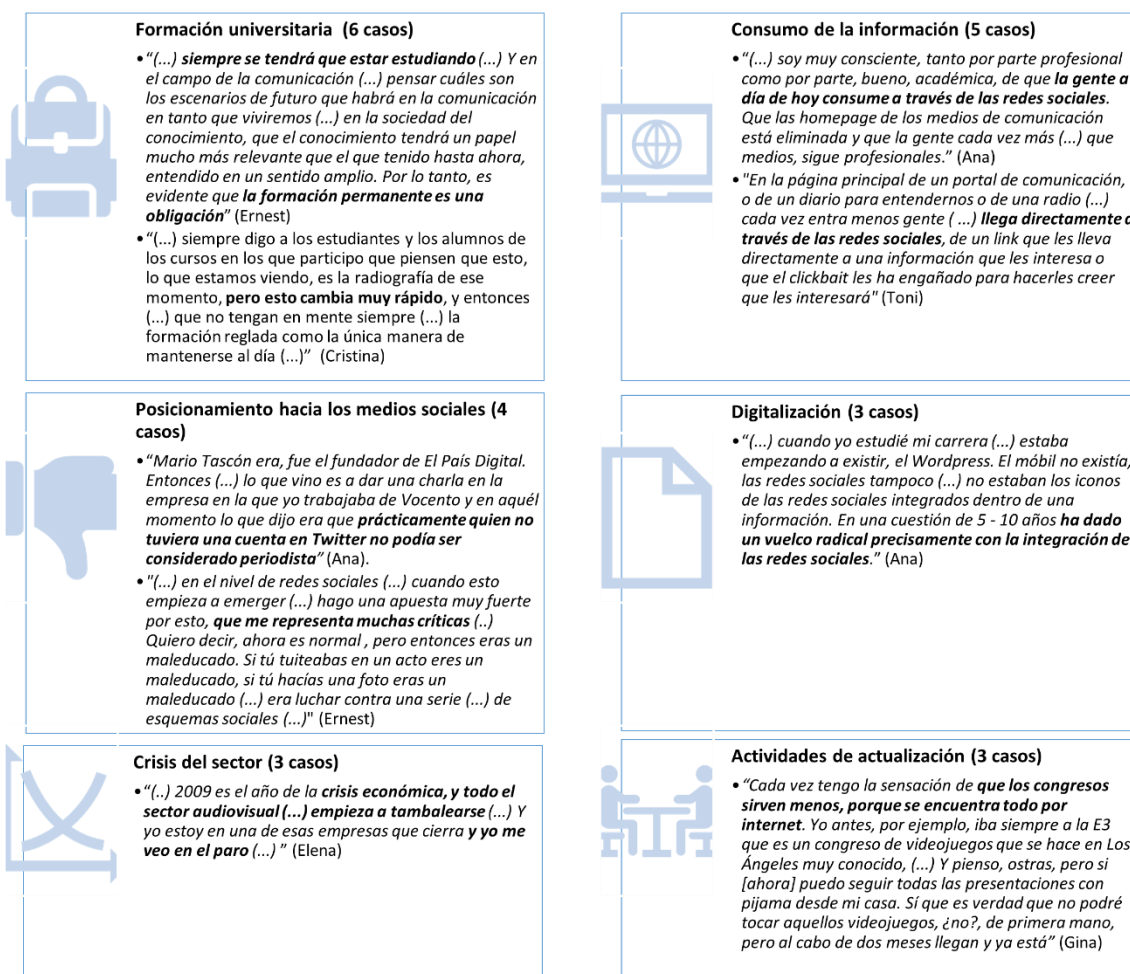 Formación universitaria (6 casos)
•“(...) siempre se tendrá que estar estudiando (...) Y en
el campo de la comunicación (...) pensar cuáles son
los escenarios de futuro que habrá en la comunicación
en tanto que viviremos (...) en la sociedad del
conocimiento, que el conocimiento tendrá un papel
mucho más relevante que el que tenido hasta ahora,
entendido en un sentido amplio. Por lo tanto, es
evidente que la formación permanente es una
obligación” (Ernest)
•“(...) siempre digo a los estudiantes y los alumnos de
los cursos en los que participo que piensen que esto,
lo que estamos viendo, es la radiografía de ese
momento, pero esto cambia muy rápido, y entonces
(...) que no tengan en mente siempre (...) la
formación reglada como la única manera de
mantenerse al día (...)” (Cristina)
Consumo de la información (5 casos)
•“(...) soy muy consciente, tanto por parte profesional
como por parte, bueno, académica, de que la gente a
día de hoy consume a través de las redes sociales.
Que las homepage de los medios de comunicación
está eliminada y que la gente cada vez más (...) que
medios, sigue profesionales.” (Ana)
•"En la página principal de un portal de comunicación,
o de un diario para entendernos o de una radio (...)
cada vez entra menos gente ( ...) llega directamente a
través de las redes sociales, de un link que les lleva
directamente a una información que les interesa o
que el clickbait les ha engañado para hacerles creer
que les interesará" (Toni)
Posicionamiento hacia los medios sociales (4
casos)
•“Mario Tascón era, fue el fundador de El País Digital.
Entonces (...) lo que vino es a dar una charla en la
empresa en la que yo trabajaba de Vocento y en aquél
momento lo que dijo era que prácticamente quien no
tuviera una cuenta en Twitter no podía ser
considerado periodista” (Ana).
•"(...) en el nivel de redes sociales (...) cuando esto
empieza a emerger (...) hago una apuesta muy fuerte
por esto, que me representa muchas críticas (..)
Quiero decir, ahora es normal , pero entonces eras un
maleducado. Si tú tuiteabas en un acto eres un
maleducado, si tú hacías una foto eras un
maleducado (...) era luchar contra una serie (...) de
esquemas sociales (...)" (Ernest)
Digitalización (3 casos)
•“(...) cuando yo estudié mi carrera (...) estaba
empezando a existir, el Wordpress. El móbil no existía,
las redes sociales tampoco (...) no estaban los iconos
de las redes sociales integrados dentro de una
información. En una cuestión de 5 - 10 años ha dado
un vuelco radical precisamente con la integración de
las redes sociales.” (Ana)
Crisis del sector (3 casos)
•“(..) 2009 es el año de la crisis económica, y todo el
sector audiovisual (...) empieza a tambalearse (...) Y
yo estoy en una de esas empresas que cierra y yo me
veo en el paro (...) ” (Elena)
Actividades de actualización (3 casos)
•“Cada vez tengo la sensación de que los congresos
sirven menos, porque se encuentra todo por
internet. Yo antes, por ejemplo, iba siempre a la E3
que es un congreso de videojuegos que se hace en Los
Ángeles muy conocido, (...) Y pienso, ostras, pero si
[ahora] puedo seguir todas las presentaciones con
pijama desde mi casa. Sí que es verdad que no podré
tocar aquellos videojuegos, ¿no?, de primera mano,
pero al cabo de dos meses llegan y ya está” (Gina)